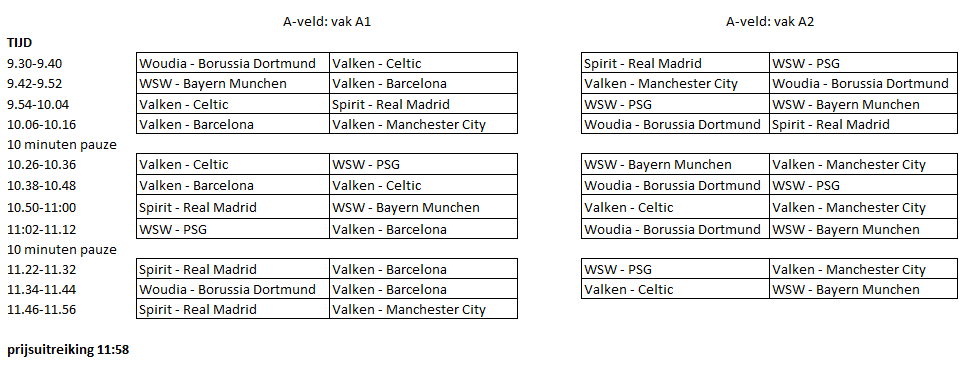 A-veld: vak A1 A-veld: vak A2
TIJD
9.30-9.40 Woudia - Borussia Dortmund Valken - Celtic Spirit - Real Madrid WSW - PSG
9.42-9.52 WSW - Bayern Munchen Valken - Barcelona Valken - Manchester City Woudia - Borussia Dortmund
9.54-10.04 Valken - Celtic Spirit - Real Madrid WSW - PSG WSW - Bayern Munchen
10.06-10.16 Valken - Barcelona Valken - Manchester City Woudia - Borussia Dortmund Spirit - Real Madrid
10 minuten pauze
10.26-10.36 Valken - Celtic WSW - PSG WSW - Bayern Munchen Valken - Manchester City
10.38-10.48 Valken - Barcelona Valken - Celtic Woudia - Borussia Dortmund WSW - PSG
10.50-11:00 Spirit - Real Madrid WSW - Bayern Munchen Valken - Celtic Valken - Manchester City
11:02-11.12 WSW - PSG Valken - Barcelona Woudia - Borussia Dortmund WSW - Bayern Munchen
10 minuten pauze
11.22-11.32 Spirit - Real Madrid Valken - Barcelona WSW - PSG Valken - Manchester City
11.34-11.44 Woudia - Borussia Dortmund Valken - Barcelona Valken - Celtic WSW - Bayern Munchen
11.46-11.56 Spirit - Real Madrid Valken - Manchester City
prijsuitreiking 11:58